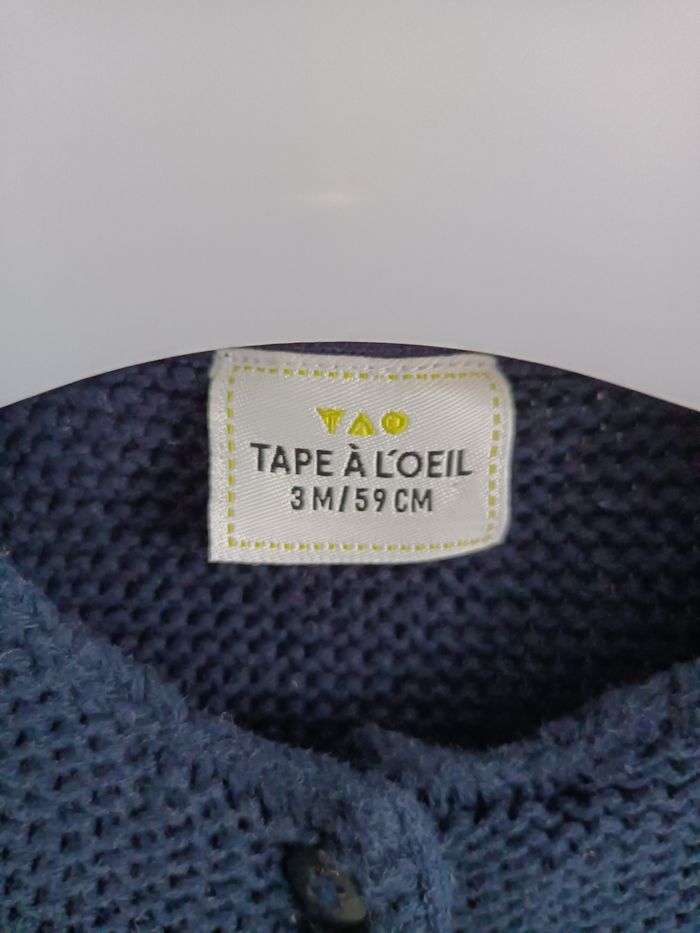 TAO
TAPE À L'OEIL
3 M/59 CM